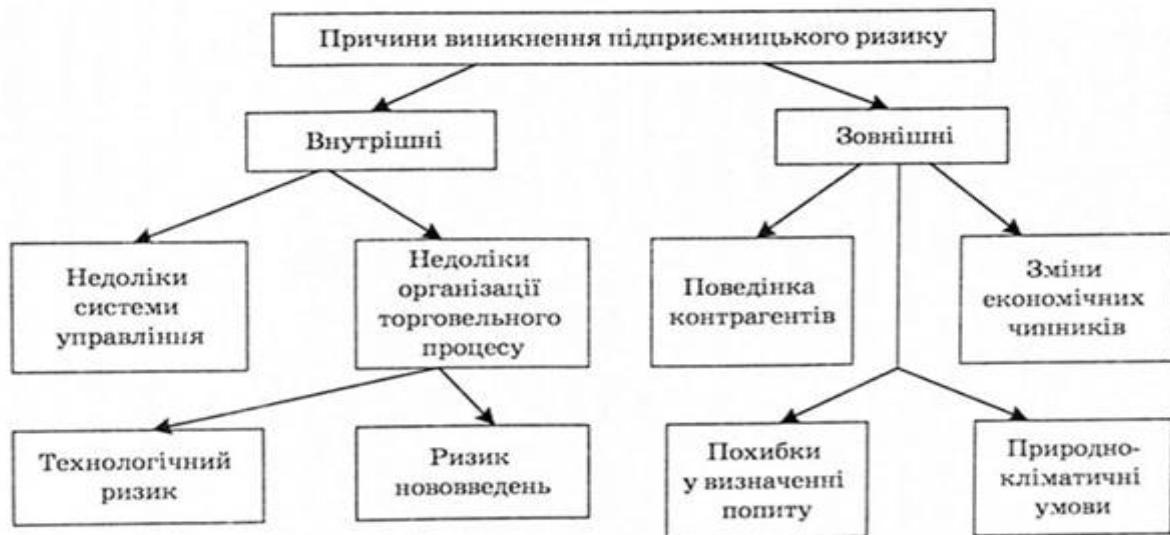 Причини виникнення підприємницького ризику
Внутрішні
Зовнішні
Недоліки
системи
управління
Недоліки
організації
торговельного
процесу
Поведінка
контрагентів
Зміни
економічних
чинників
Технологічний
ризик
Ризик
нововведень
Похибки
у визначенні
попиту
Природно-
кліматичні
умови